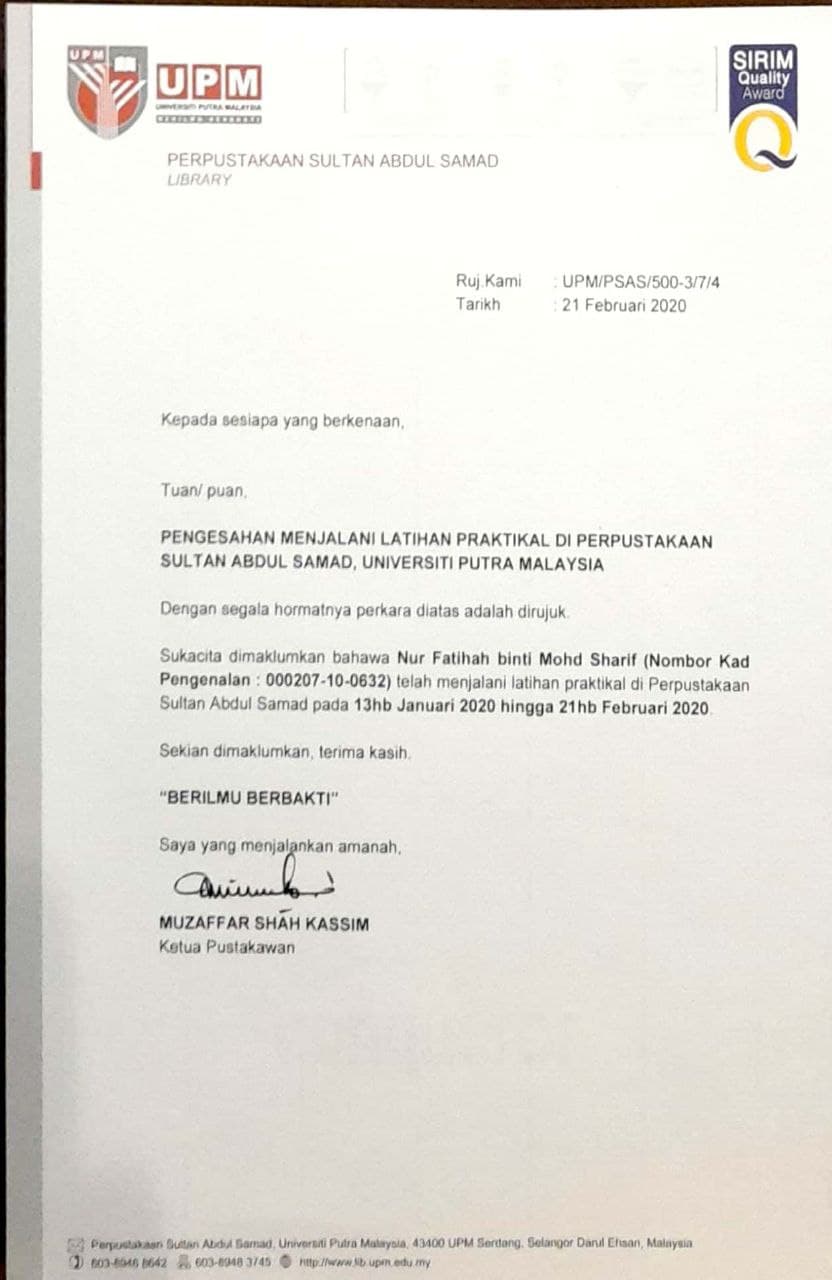 UPM
UPM
UNIVERSITI PUTRA MALAYSIA
BERILMU BERBAKTI
SIRIM
Quality
Award
PERPUSTAKAAN SULTAN ABDUL SAMAD
LIBRARY
Ruj.Kami : UPM/PSAS/500-3/7/4
Tarikh : 21 Februari 2020
Kepada sesiapa yang berkenaan,
Tuan/ puan,
PENGESAHAN MENJALANI LATIHAN PRAKTIKAL DI PERPUSTAKAAN
SULTAN ABDUL SAMAD, UNIVERSITI PUTRA MALAYSIA
Dengan segala hormatnya perkara diatas adalah dirujuk.
Sukacita dimaklumkan bahawa Nur Fatihah binti Mohd Sharif (Nombor Kad
Pengenalan : 000207-10-0632) telah menjalani latihan praktikal di Perpustakaan
Sultan Abdul Samad pada 13hb Januari 2020 hingga 21hb Februari 2020.
Sekian dimaklumkan, terima kasih.
"BERILMU BERBAKTI"
Saya yang menjalankan amanah,
MUZAFFAR SHAH KASSIM
Ketua Pustakawan
Perpustakaan Sultan Abdul Samad, Universiti Putra Malaysia, 43400 UPM Serdang, Selangor Darul Ehsan, Malaysia
603-8946 8642 603-8948 3745 http://www.lib.upm.edu.my